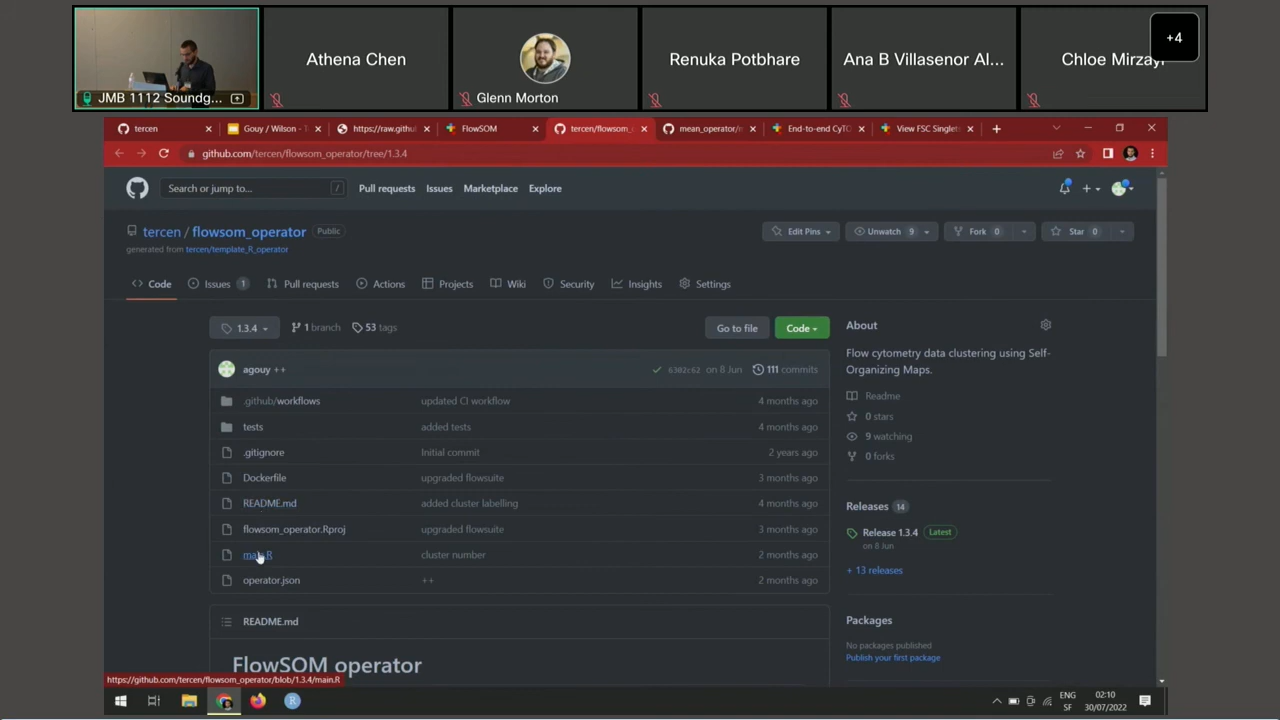 JMB 1112 Soundg...
Athena Chen
Glenn Morton
Renuka Potbhare
Ana B Villasenor Al...
Chloe Mirzayi
+4
tercen
Gouy / Wilson - T
https://raw.githu
FlowSOM
tercen/flowsom_
mean_operator/m
End-to-end CyTO
View FSC Singlet
github.com/tercen/flowsom_operator/tree/1.3.4
Search or jump to...
/
Pull requests
Issues
Marketplace
Explore
tercen / flowsom_operator
Public
generated from tercen/template_R_operator
Edit Pins
Unwatch 9
Fork 0
Star 0
Code
Issues 1
Pull requests
Actions
Projects
Wiki
Security
Insights
Settings
1.3.4
1 branch
53 tags
Go to file
Code
About
Flow cytometry data clustering using Self-
Organizing Maps.
agouy ++
6302c62 on 8 Jun
111 commits
.github/workflows
updated CI workflow
4 months ago
Readme
tests
added tests
4 months ago
0 stars
9 watching
.gitignore
Initial commit
2 years ago
0 forks
Dockerfile
upgraded flowsuite
3 months ago
README.md
added cluster labelling
4 months ago
Releases 14
flowsom_operator.Rproj
upgraded flowsuite
3 months ago
Release 1.3.4
Latest
on 8 Jun
main.R
cluster number
2 months ago
+ 13 releases
operator.json
++
2 months ago
README.md
Packages
No packages published
Publish your first package
FlowSOM operator
https://github.com/tercen/flowsom_operator/blob/1.3.4/main.R
R
ENG
SF
02:10
30/07/2022